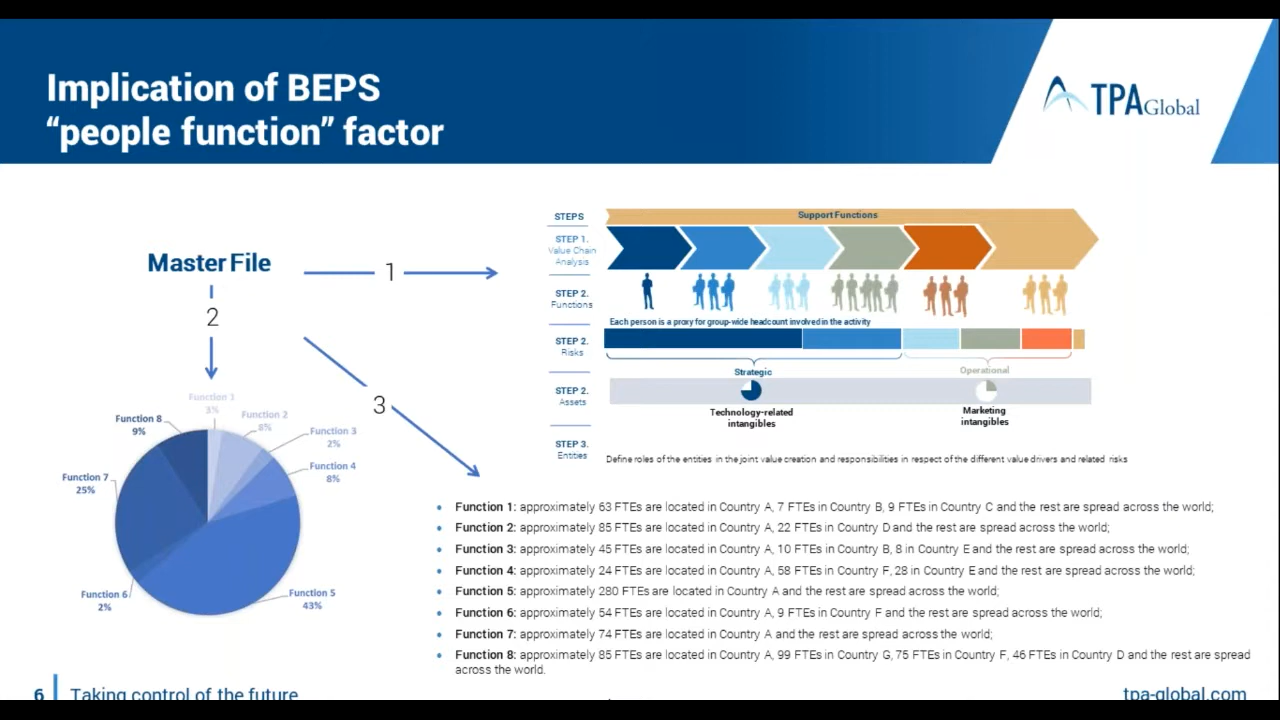 Implication of BEPS
“people function” factor
TPAGlobal
Master File
1
2
3
STEPS
Support Functions
STEP 1.
Value Chain
Analysis
STEP 2.
Functions
Each person is a proxy for group-wide headcount involved in the activity
STEP 2.
Risks
Strategic
Operational
STEP 2.
Assets
Technology-related
intangibles
Marketing
intangibles
STEP 3.
Entities
Define roles of the entities in the joint value creation and responsibilities in respect of the different value drivers and related risks
Function 1
3%
Function 2
8%
Function 3
2%
Function 4
8%
Function 5
43%
Function 6
2%
Function 7
25%
Function 8
9%
• Function 1: approximately 63 FTEs are located in Country A, 7 FTEs in Country B, 9 FTEs in Country C and the rest are spread across the world;
• Function 2: approximately 85 FTEs are located in Country A, 22 FTEs in Country D and the rest are spread across the world;
• Function 3: approximately 45 FTEs are located in Country A, 10 FTEs in Country B, 8 in Country E and the rest are spread across the world;
• Function 4: approximately 24 FTEs are located in Country A, 58 FTEs in Country F, 28 in Country E and the rest are spread across the world;
• Function 5: approximately 280 FTEs are located in Country A and the rest are spread across the world;
• Function 6: approximately 54 FTEs are located in Country A, 9 FTEs in Country F and the rest are spread across the world;
• Function 7: approximately 74 FTEs are located in Country A and the rest are spread across the world;
• Function 8: approximately 85 FTEs are located in Country A, 99 FTEs in Country G, 75 FTEs in Country F, 46 FTEs in Country D and the rest are spread
across the world.
6 Taking control of the future
tpa-global.com